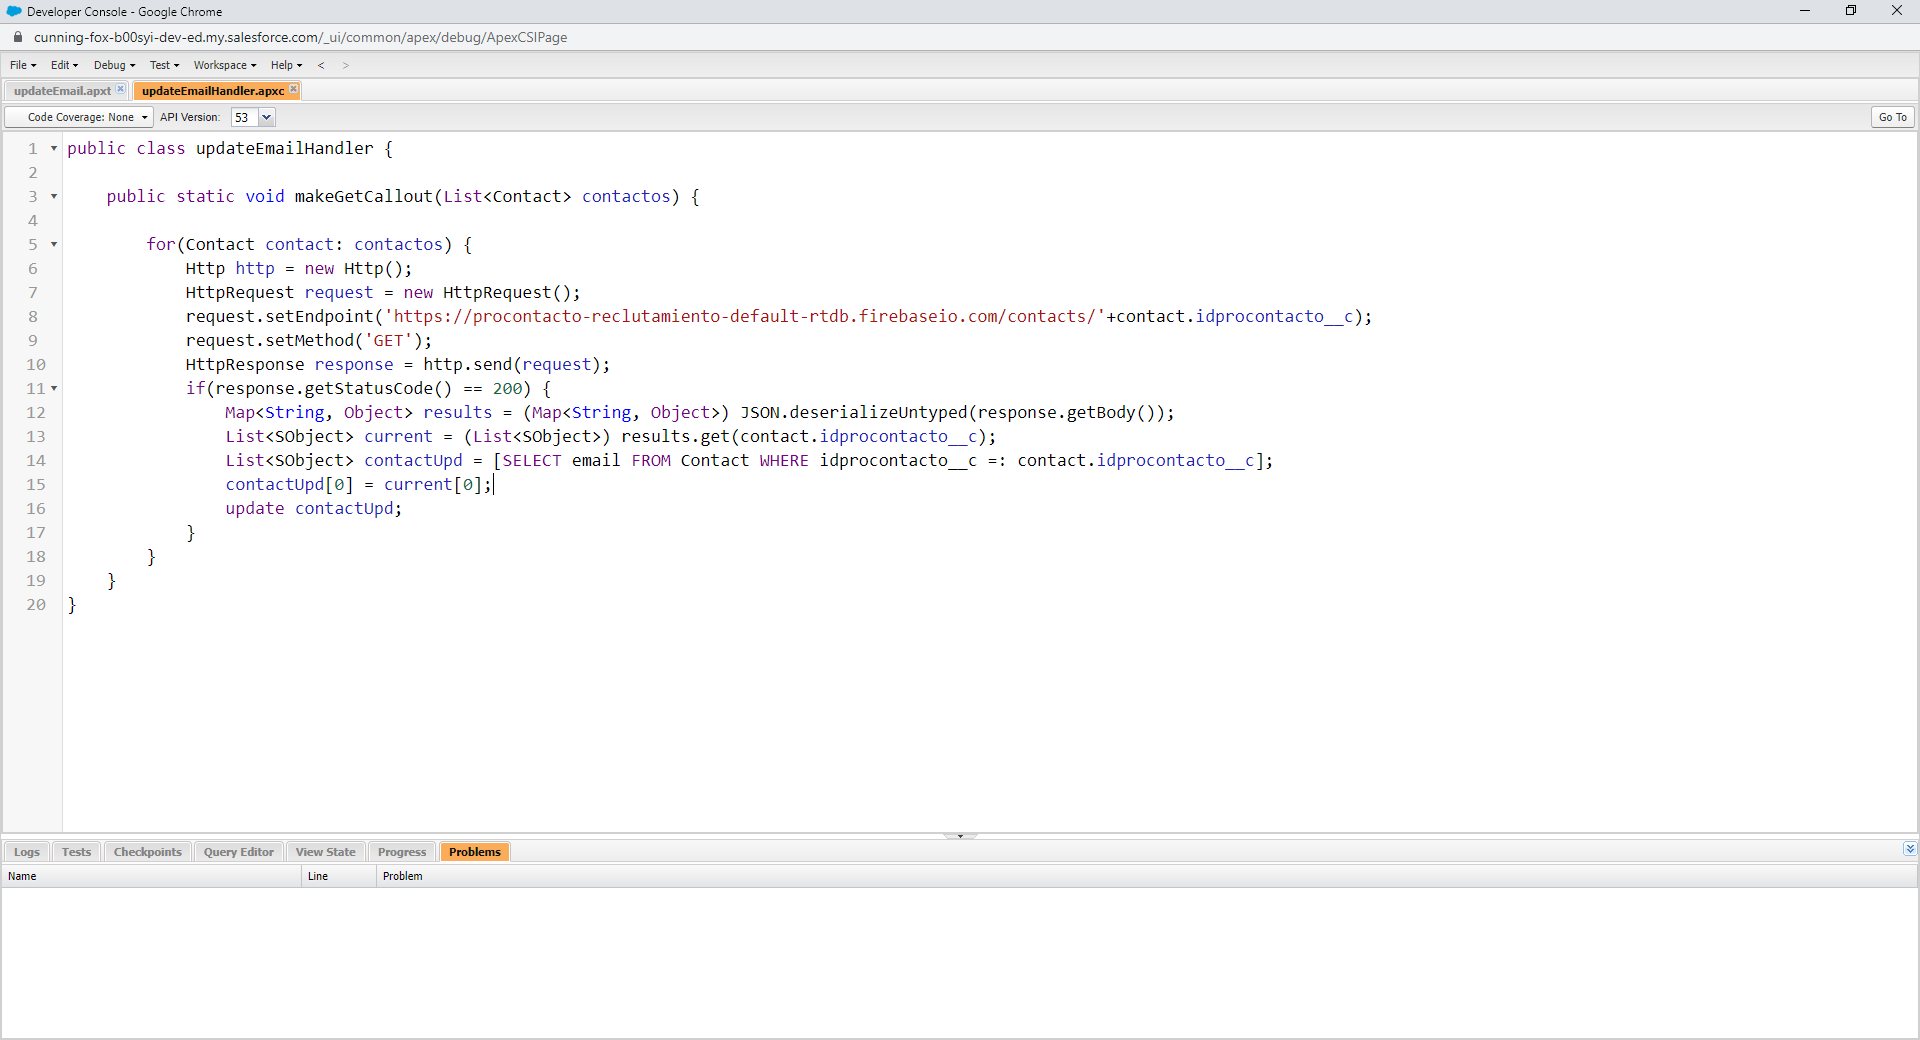 Developer Console - Google Chrome
cunning-fox-b00syi-dev-ed.my.salesforce.com/_ui/common/apex/debug/ApexCSIPage
File Edit Debug Test Workspace Help < >
updateEmail.apxt updateEmailHandler.apxc
Code Coverage: None API Version: 53 Go To
1 public class updateEmailHandler {
2
3     public static void makeGetCallout(List<Contact> contactos) {
4
5         for(Contact contact: contactos) {
6             Http http = new Http();
7             HttpRequest request = new HttpRequest();
8             request.setEndpoint('https://procontacto-reclutamiento-default-rtdb.firebaseio.com/contacts/'+contact.idprocontacto__c);
9             request.setMethod('GET');
10             HttpResponse response = http.send(request);
11             if(response.getStatusCode() == 200) {
12                 Map<String, Object> results = (Map<String, Object>) JSON.deserializeUntyped(response.getBody());
13                 List<SObject> current = (List<SObject>) results.get(contact.idprocontacto__c);
14                 List<SObject> contactUpd = [SELECT email FROM Contact WHERE idprocontacto__c =: contact.idprocontacto__c];
15                 contactUpd[0] = current[0];
16                 update contactUpd;
17             }
18         }
19     }
20 }
Logs Tests Checkpoints Query Editor View State Progress Problems
Name Line Problem